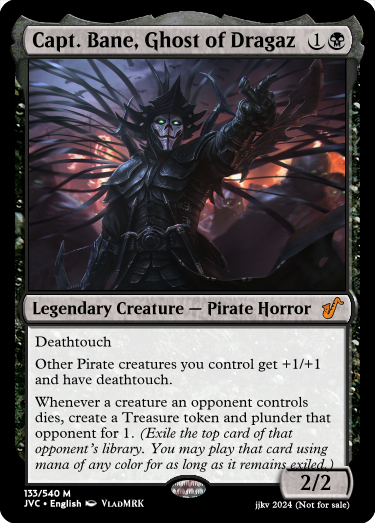 Capt. Bane, Ghost of Dragaz 1
Legendary Creature — Pirate Horror
Deathtouch
Other Pirate creatures you control get +1/+1
and have deathtouch.
Whenever a creature an opponent controls
dies, create a Treasure token and plunder that
opponent for 1. (Exile the top card of that
opponent's library. You may play that card using
mana of any color for as long as it remains exiled.)
2/2
133/540 M
JVC • English VladMRK
jjkv 2024 (Not for sale)